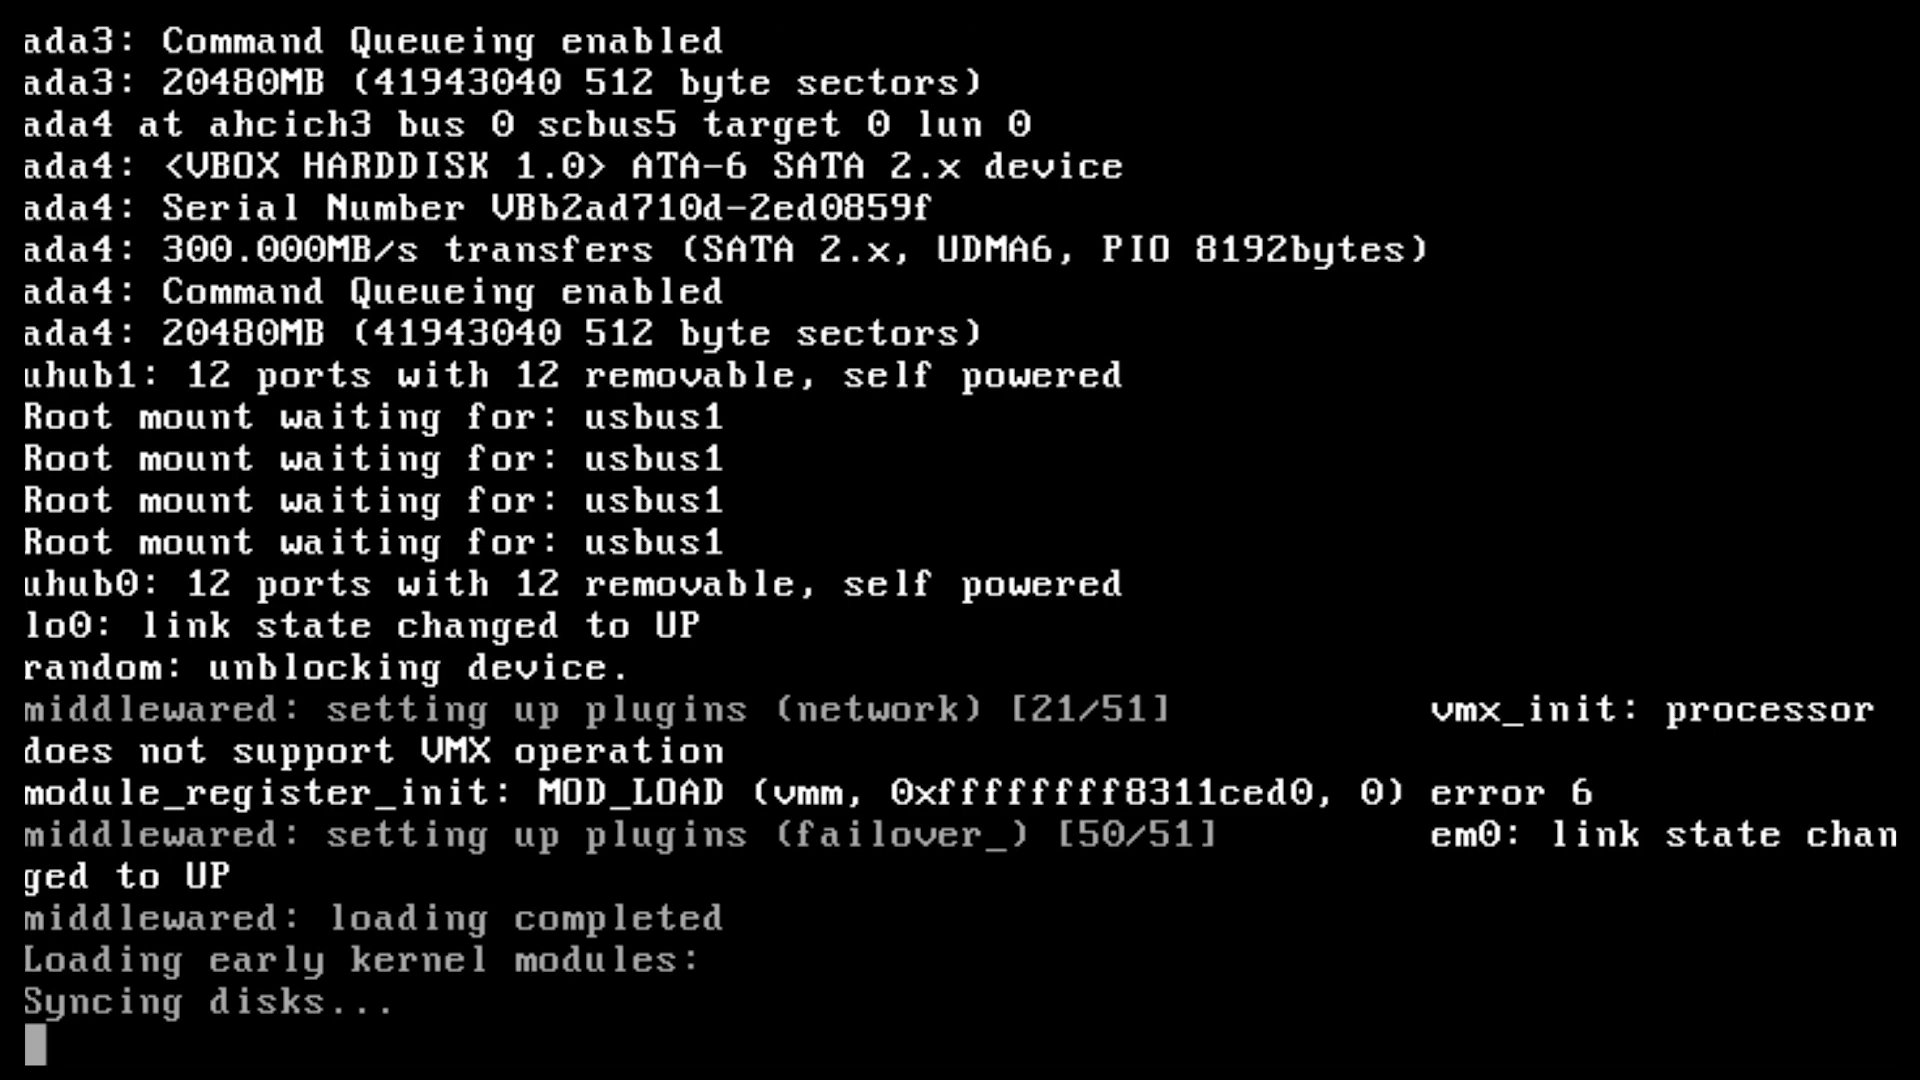 ada3: Command Queueing enabled
ada3: 20480MB (41943040 512 byte sectors)
ada4 at ahcich3 bus 0 scbus5 target 0 lun 0
ada4: <VBOX HARDDISK 1.0> ATA-6 SATA 2.x device
ada4: Serial Number VBb2ad710d-2ed0859f
ada4: 300.000MB/s transfers (SATA 2.x, UDMA6, PIO 8192bytes)
ada4: Command Queueing enabled
ada4: 20480MB (41943040 512 byte sectors)
uhub1: 12 ports with 12 removable, self powered
Root mount waiting for: usbus1
Root mount waiting for: usbus1
Root mount waiting for: usbus1
Root mount waiting for: usbus1
uhub0: 12 ports with 12 removable, self powered
lo0: link state changed to UP
random: unblocking device.
middlewared: setting up plugins (network) [21/51]           vmx_init: processor
does not support VMX operation
module_register_init: MOD_LOAD (vmm, 0xffffffff8311ced0, 0) error 6
middlewared: setting up plugins (failover_) [50/51]         em0: link state chan
ged to UP
middlewared: loading completed
Loading early kernel modules:
Syncing disks...